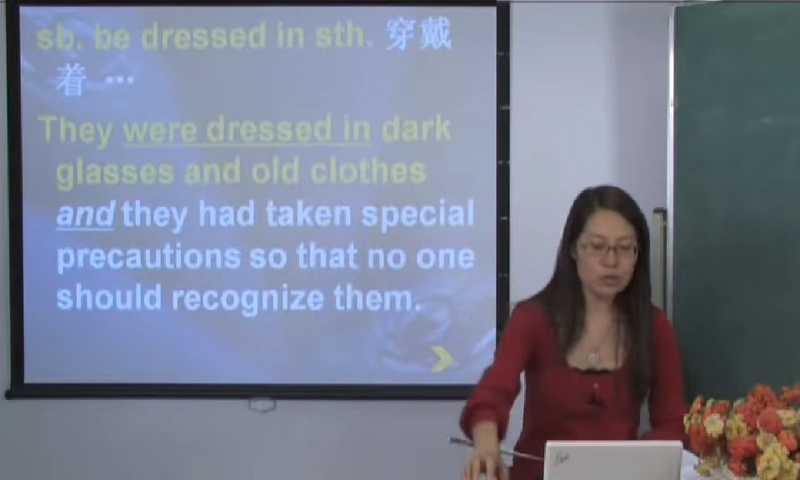 sb. be dressed in sth. 穿戴
着 …
They were dressed in dark
glasses and old clothes
and they had taken special
precautions so that no one
should recognize them.